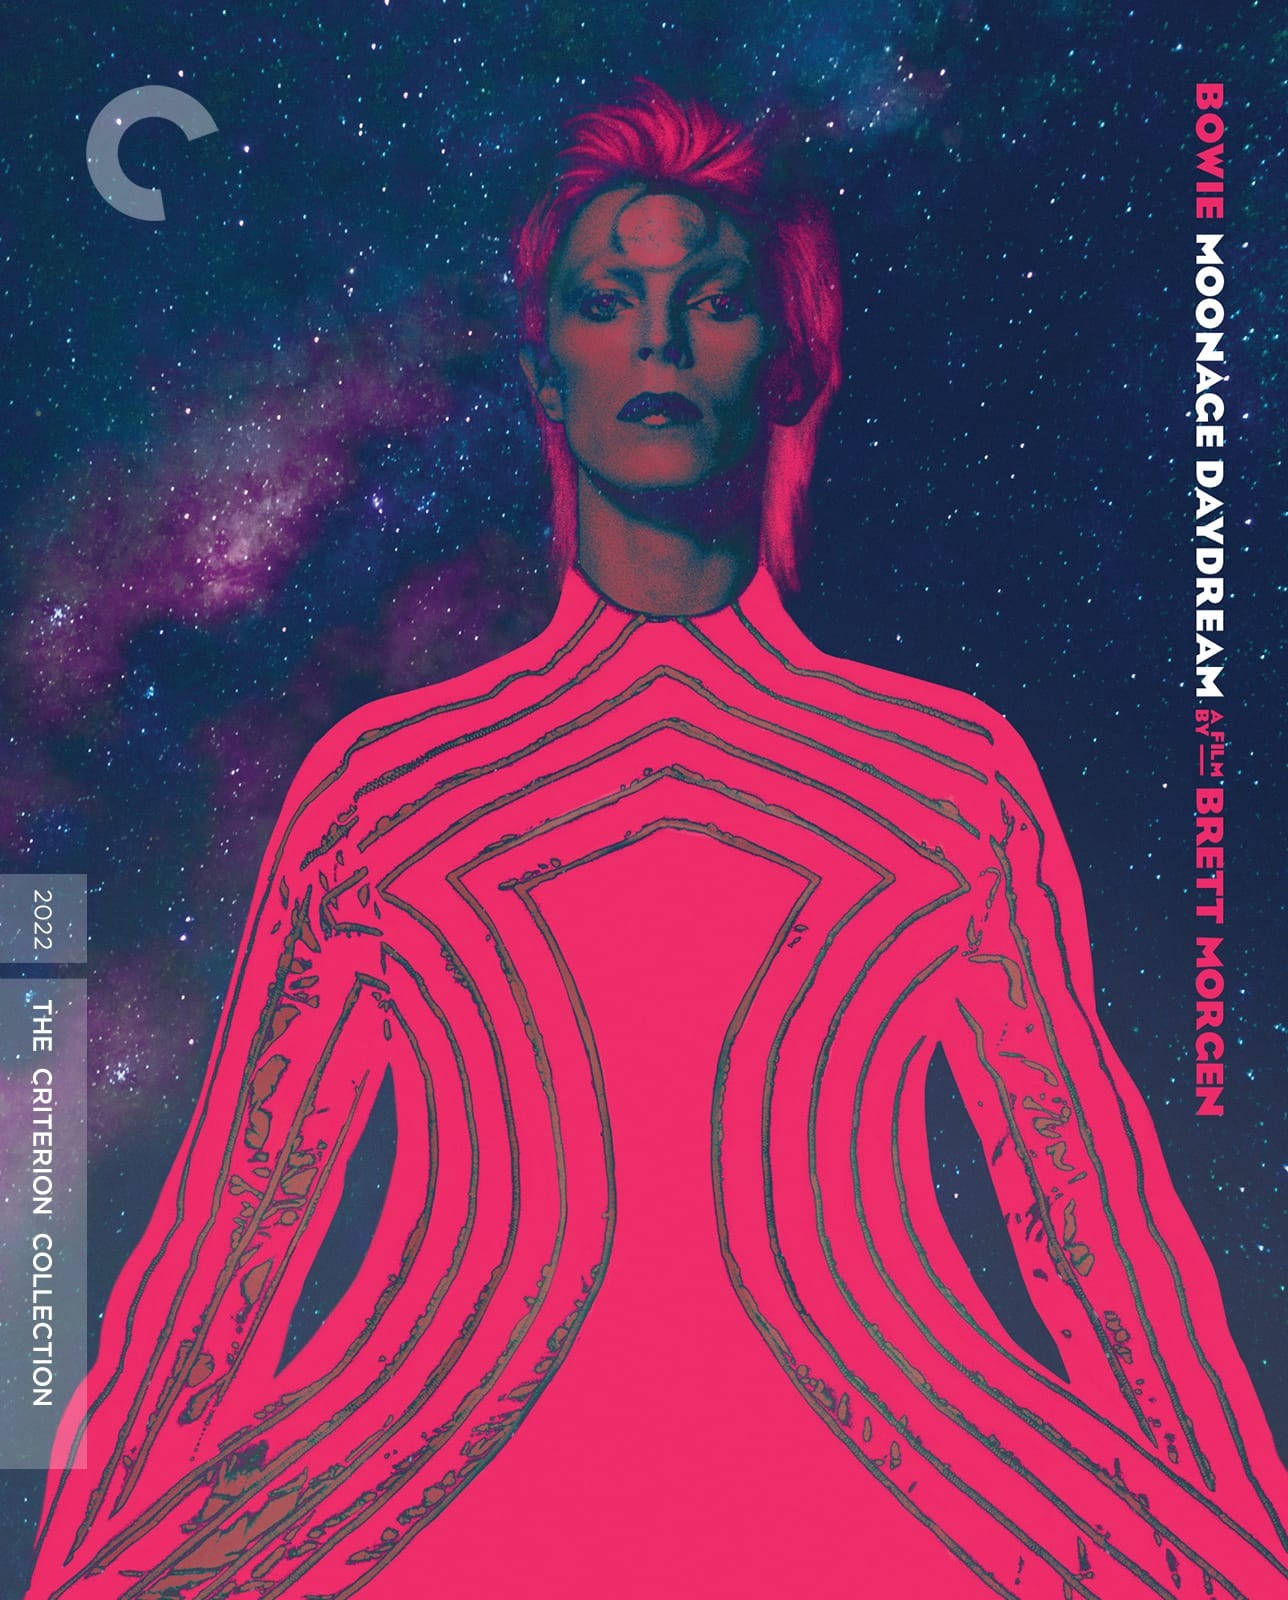 BOWIE MOONAGE DAYDREAM A FILM BY BRETT MORGEN
2022
THE CRITERION COLLECTION